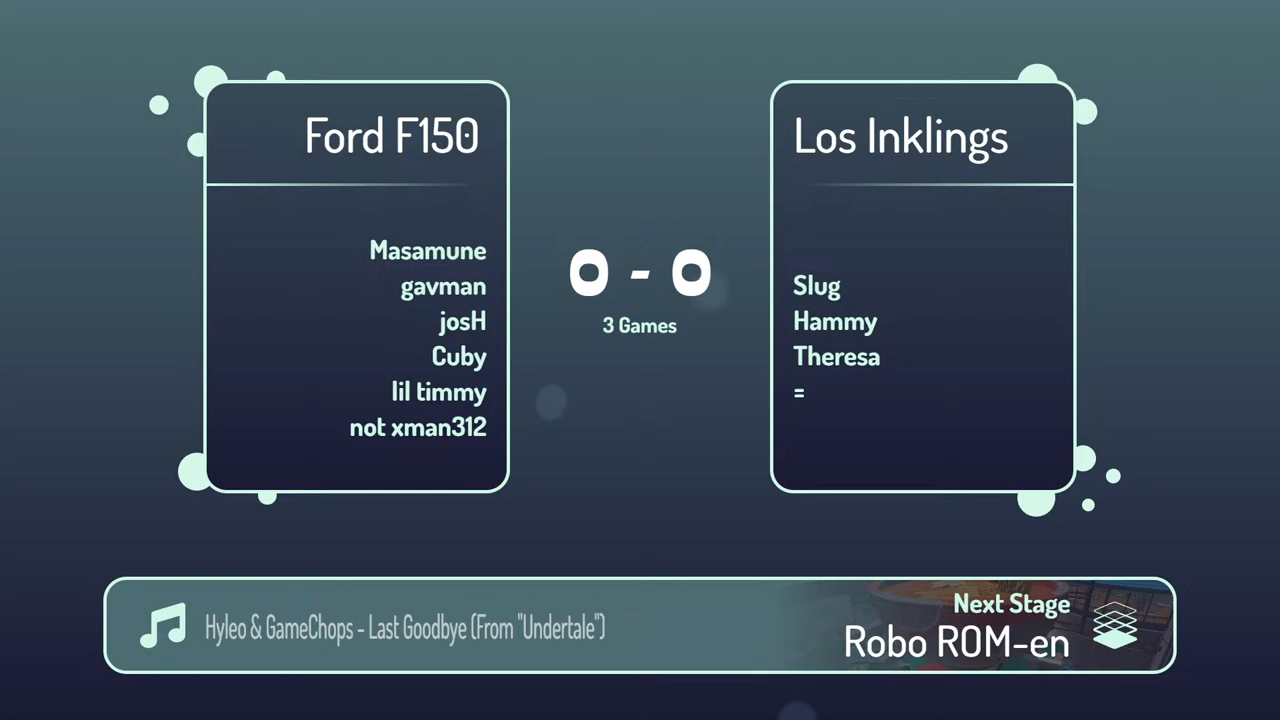 Ford F150
Masamune
gavman
josH
Cuby
lil timmy
not xman312
0 - 0
3 Games
Los Inklings
Slug
Hammy
Theresa
=
Hyleo & GameChops - Last Goodbye (From "Undertale")
Next Stage
Robo ROM-en